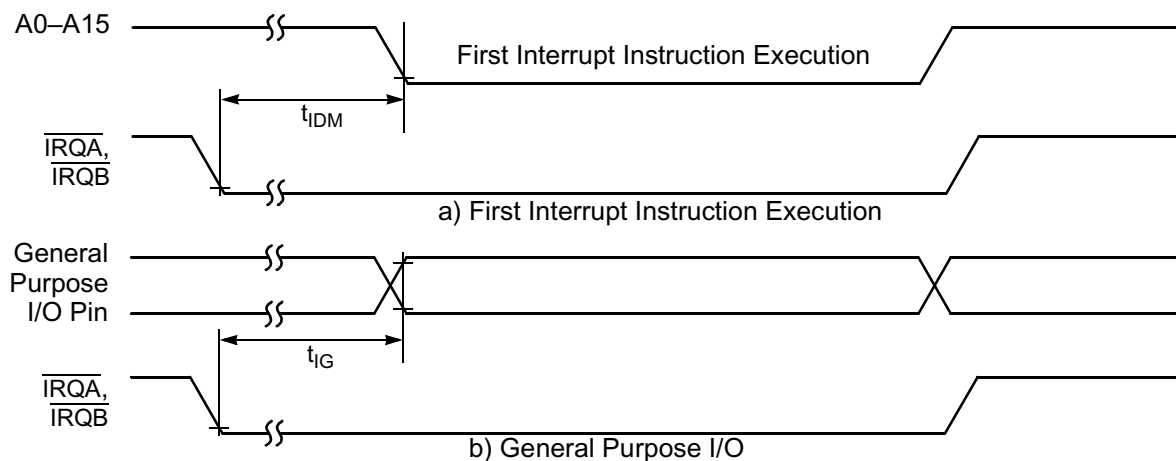 A0–A15
First Interrupt Instruction Execution
tIDM
IRQA,
IRQB
a) First Interrupt Instruction Execution
General
Purpose
I/O Pin
tIG
IRQA,
IRQB
b) General Purpose I/O